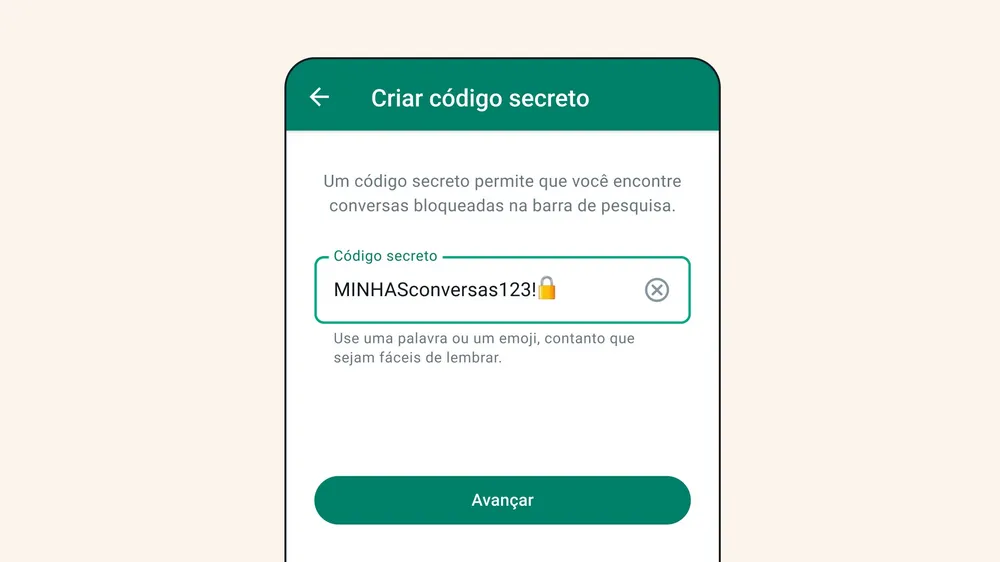 Criar código secreto
Um código secreto permite que você encontre
conversas bloqueadas na barra de pesquisa.
Código secreto
MINHASconversas123!🔒
Use uma palavra ou um emoji, contanto que
sejam fáceis de lembrar.
Avançar